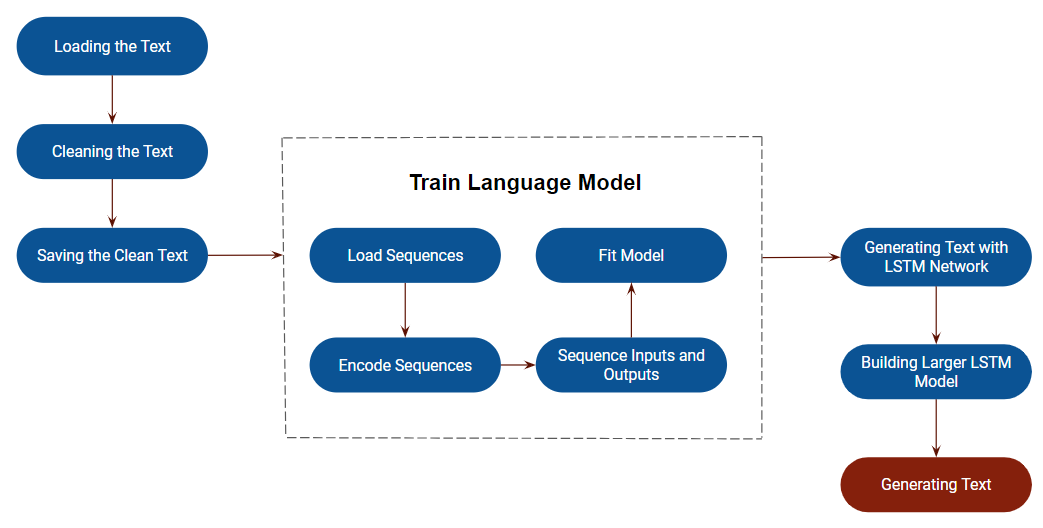 Loading the Text
Cleaning the Text
Saving the Clean Text
Train Language Model
Load Sequences
Encode Sequences
Sequence Inputs and
Outputs
Fit Model
Generating Text with
LSTM Network
Building Larger LSTM
Model
Generating Text